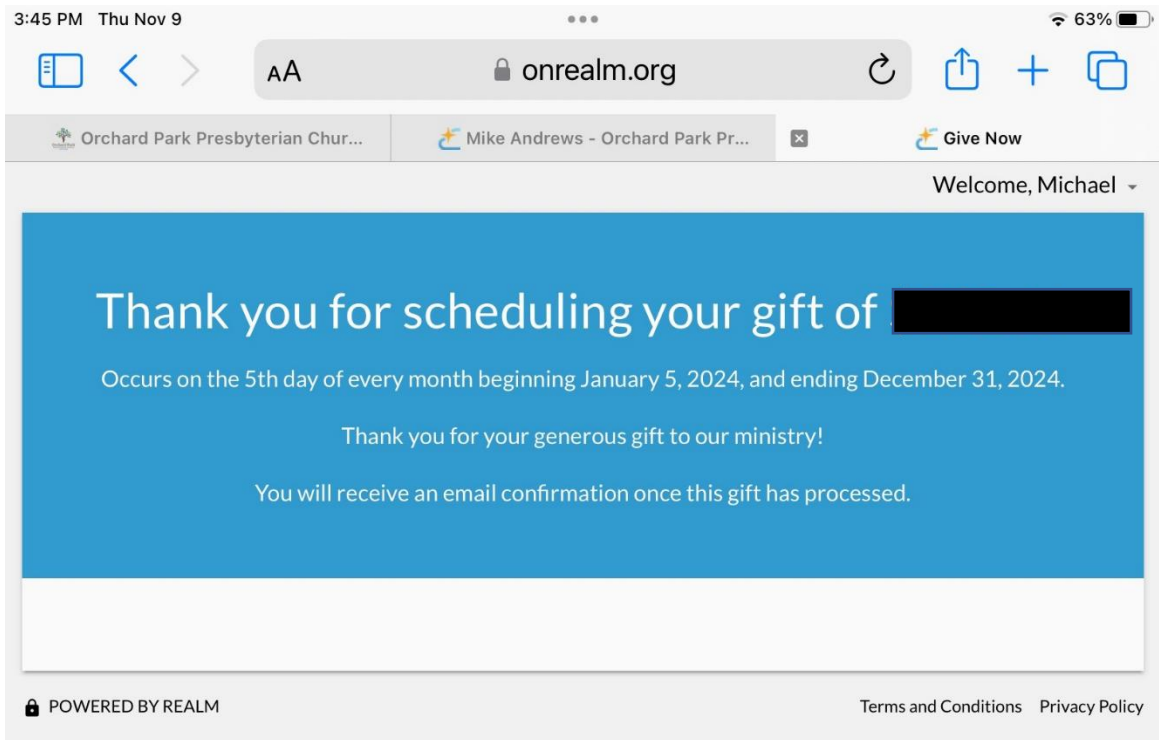 3:45 PM Thu Nov 9
63%
AA
onrealm.org
Orchard Park Presbyterian Chur...
Mike Andrews - Orchard Park Pr...
Give Now
Welcome, Michael
Thank you for scheduling your gift of
Occurs on the 5th day of every month beginning January 5, 2024, and ending December 31, 2024.
Thank you for your generous gift to our ministry!
You will receive an email confirmation once this gift has processed.
POWERED BY REALM
Terms and Conditions Privacy Policy